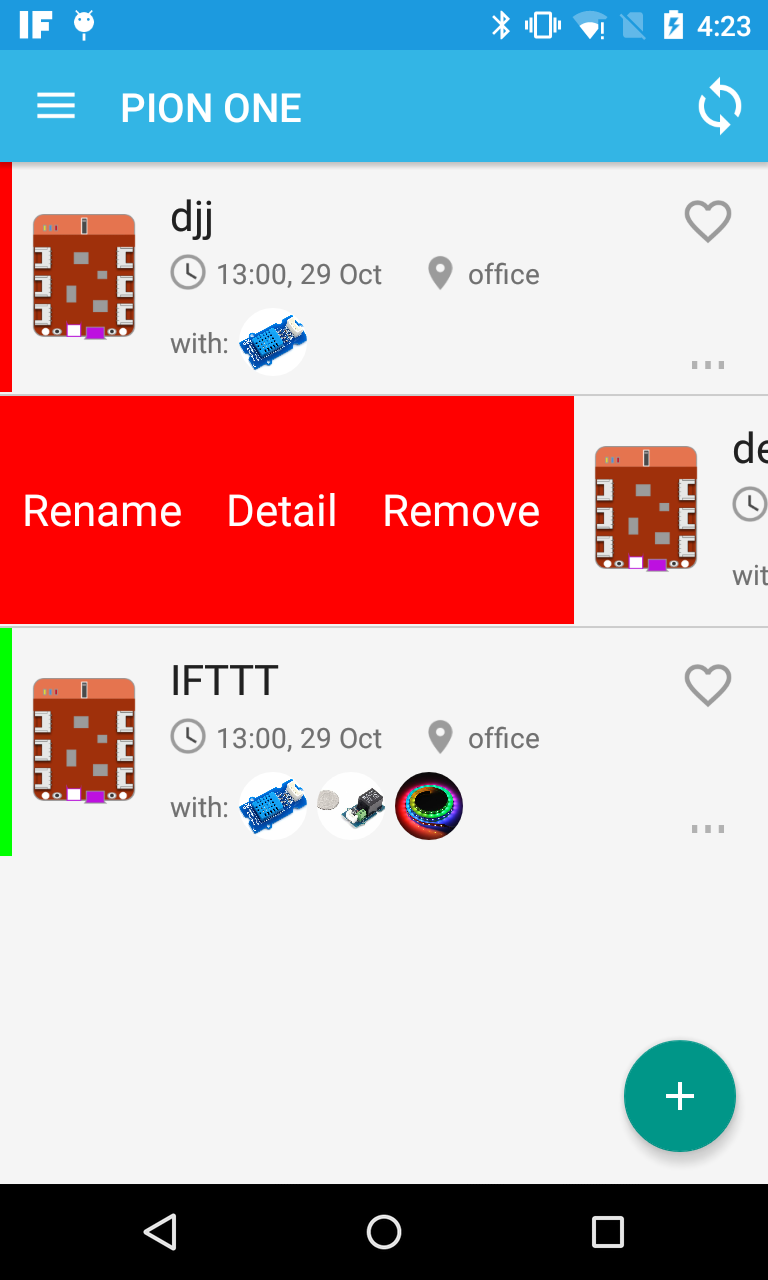 IF 4:23
PION ONE
djj
13:00, 29 Oct office
with:
...
Rename Detail Remove de
wit
IFTTT
13:00, 29 Oct office
with:
...